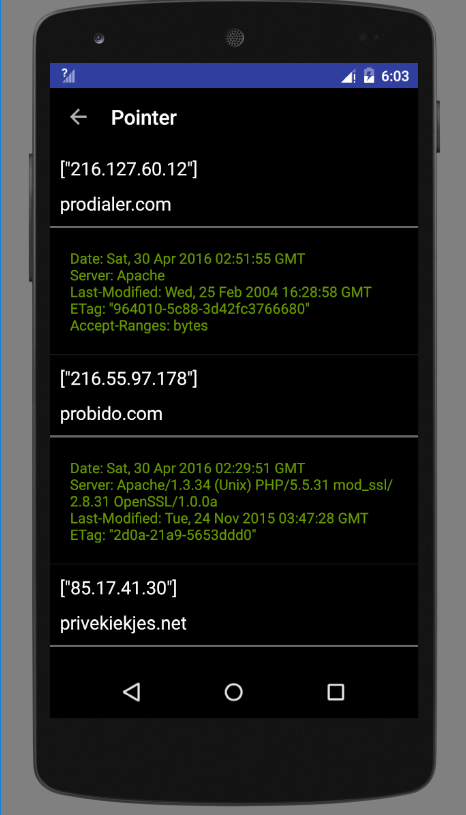 6:03
Pointer
["216.127.60.12"]
prodialer.com
Date: Sat, 30 Apr 2016 02:51:55 GMT
Server: Apache
Last-Modified: Wed, 25 Feb 2004 16:28:58 GMT
ETag: "964010-5c88-3d42fc3766680"
Accept-Ranges: bytes
["216.55.97.178"]
probido.com
Date: Sat, 30 Apr 2016 02:29:51 GMT
Server: Apache/1.3.34 (Unix) PHP/5.5.31 mod_ssl/
2.8.31 OpenSSL/1.0.0a
Last-Modified: Tue, 24 Nov 2015 03:47:28 GMT
ETag: "2d0a-21a9-5653ddd0"
["85.17.41.30"]
privekiekjes.net